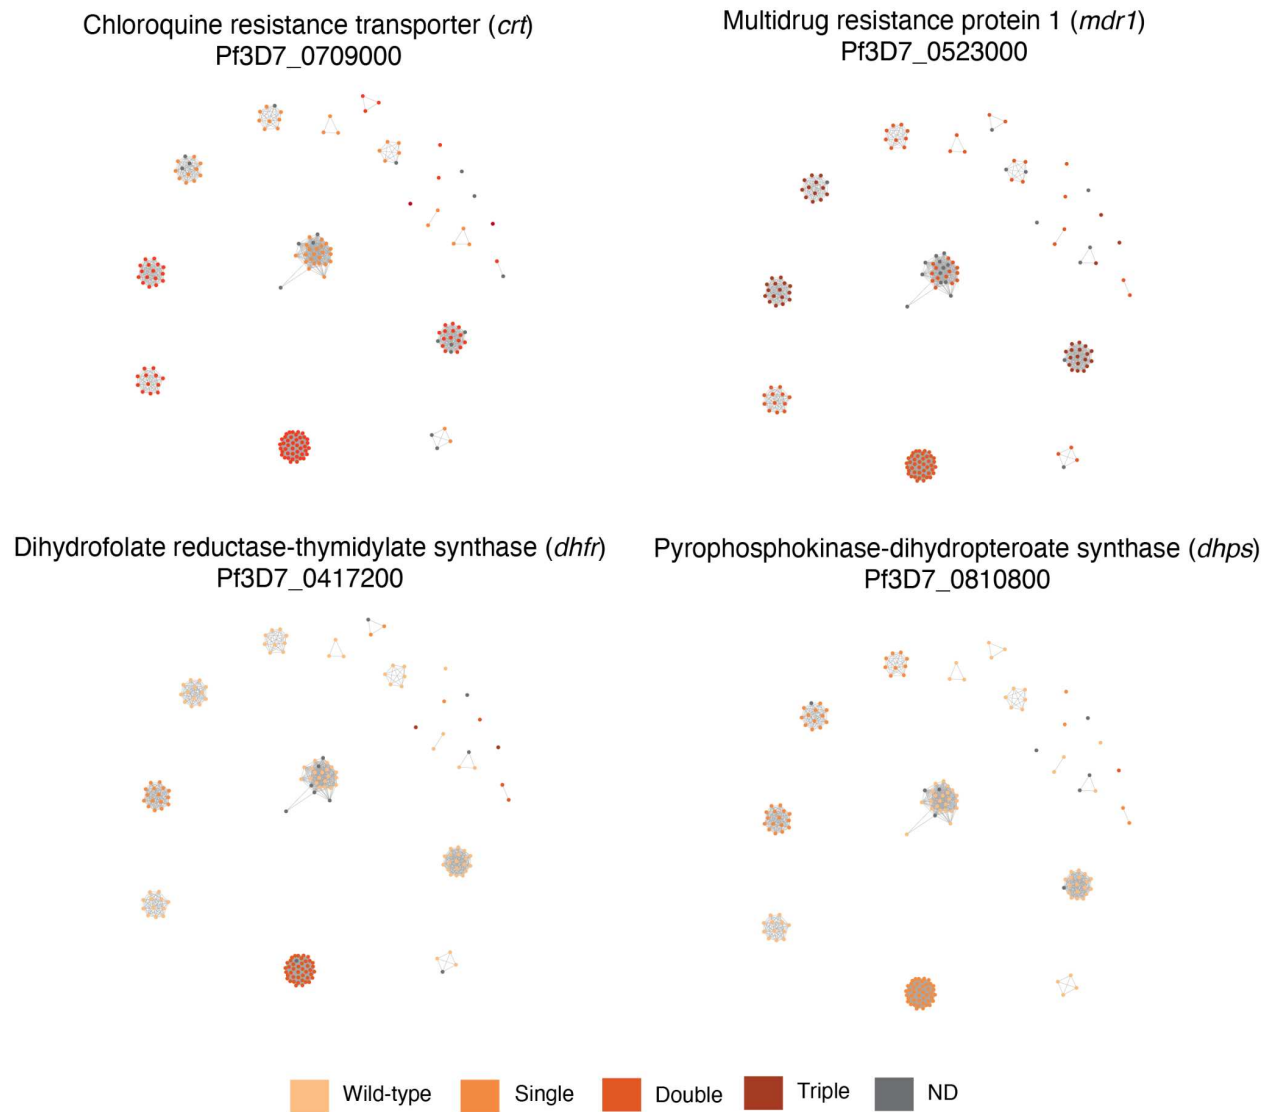 Chloroquine resistance transporter (crt)
Pf3D7_0709000
Multidrug resistance protein 1 (mdr1)
Pf3D7_0523000
Dihydrofolate reductase-thymidylate synthase (dhfr)
Pf3D7_0417200
Pyrophosphokinase-dihydropteroate synthase (dhps)
Pf3D7_0810800
Wild-type Single Double Triple ND